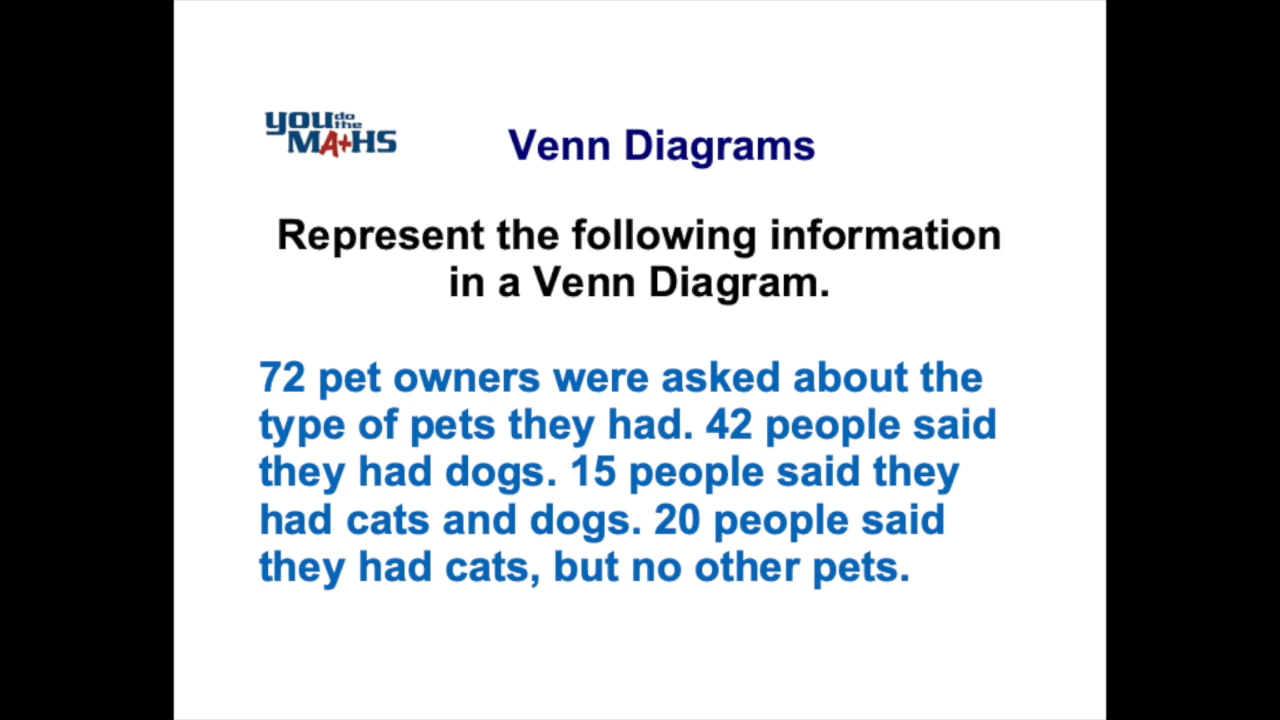 you do the MA+HS
Venn Diagrams
Represent the following information
in a Venn Diagram.
72 pet owners were asked about the
type of pets they had. 42 people said
they had dogs. 15 people said they
had cats and dogs. 20 people said
they had cats, but no other pets.